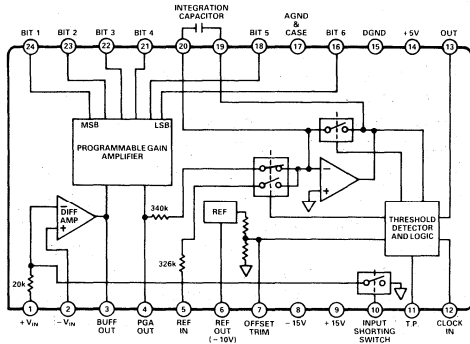 INTEGRATION
CAPACITOR
AGND
&
CASE
BIT 1
BIT 2
BIT 3
BIT 4
BIT 5
BIT 6
DGND
+5V
OUT
24
23
22
21
20
19
18
17
16
15
14
13
MSB
LSB
PROGRAMMABLE GAIN
AMPLIFIER
DIFF
AMP
-
+
340k
326k
20k
REF
-
+
THRESHOLD
DETECTOR
AND LOGIC
1
2
3
4
5
6
7
8
9
10
11
12
+ VIN
- VIN
BUFF
OUT
PGA
OUT
REF
IN
REF
OUT
(-10V)
OFFSET
TRIM
- 15V
+ 15V
INPUT
SHORTING
SWITCH
T.P.
CLOCK
IN